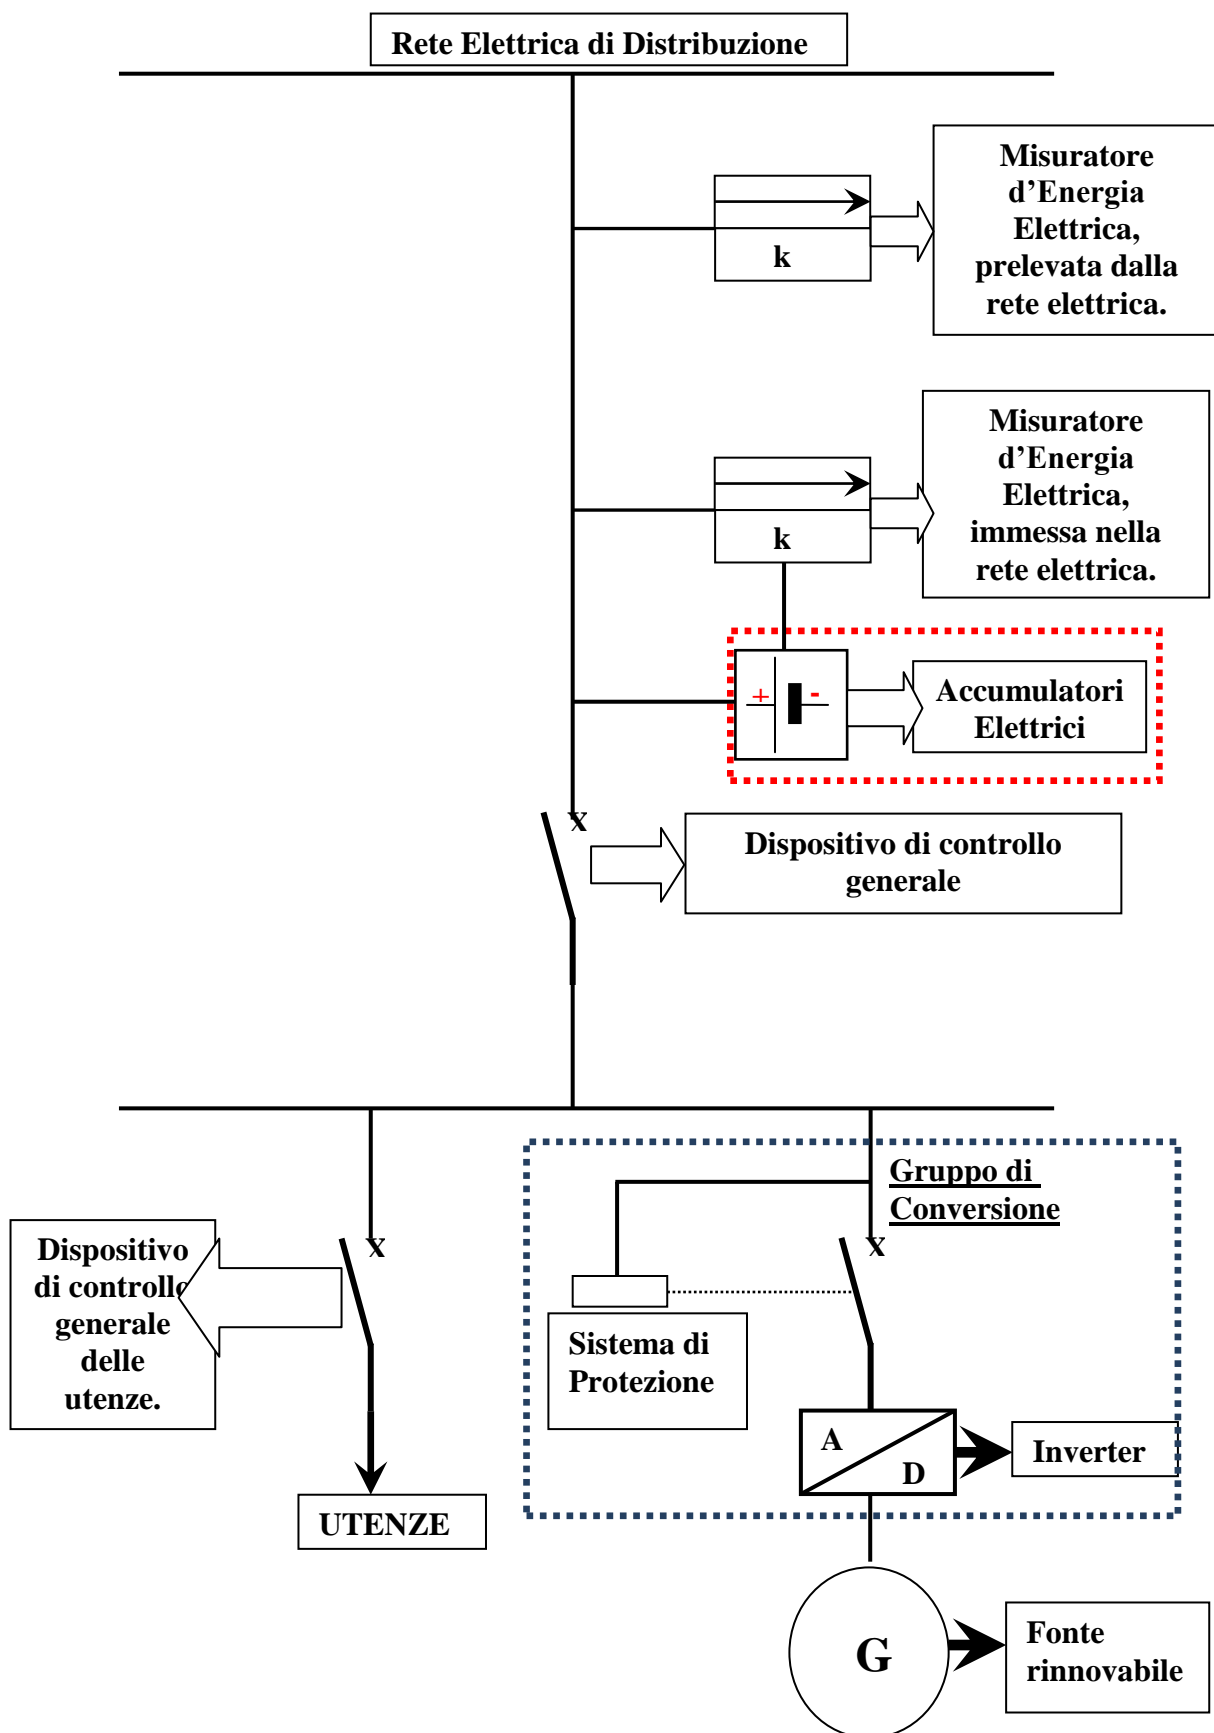 Rete Elettrica di Distribuzione
Misuratore
d’Energia
Elettrica,
prelevata dalla
rete elettrica.
k
Misuratore
d’Energia
Elettrica,
immessa nella
rete elettrica.
k
+ -
Accumulatori
Elettrici
x
Dispositivo di controllo
generale
Gruppo di
Conversione
x
x
Dispositivo
di controllo
generale
delle
utenze.
Sistema di
Protezione
A
D
Inverter
UTENZE
G
Fonte
rinnovabile